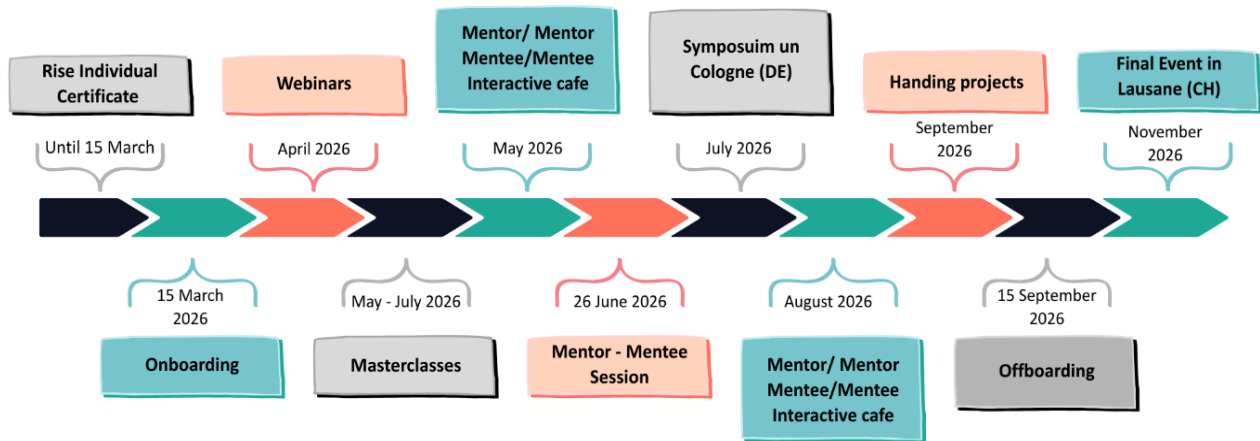 Rise Individual
Certificate
Until 15 March
Webinars
April 2026
Mentor/ Mentor
Mentee/Mentee
Interactive cafe
May 2026
Symposuim un
Cologne (DE)
July 2026
Handing projects
September
2026
Final Event in
Lausane (CH)
November
2026
15 March
2026
Onboarding
May - July 2026
Masterclasses
26 June 2026
Mentor - Mentee
Session
August 2026
Mentor/ Mentor
Mentee/Mentee
Interactive cafe
15 September
2026
Offboarding